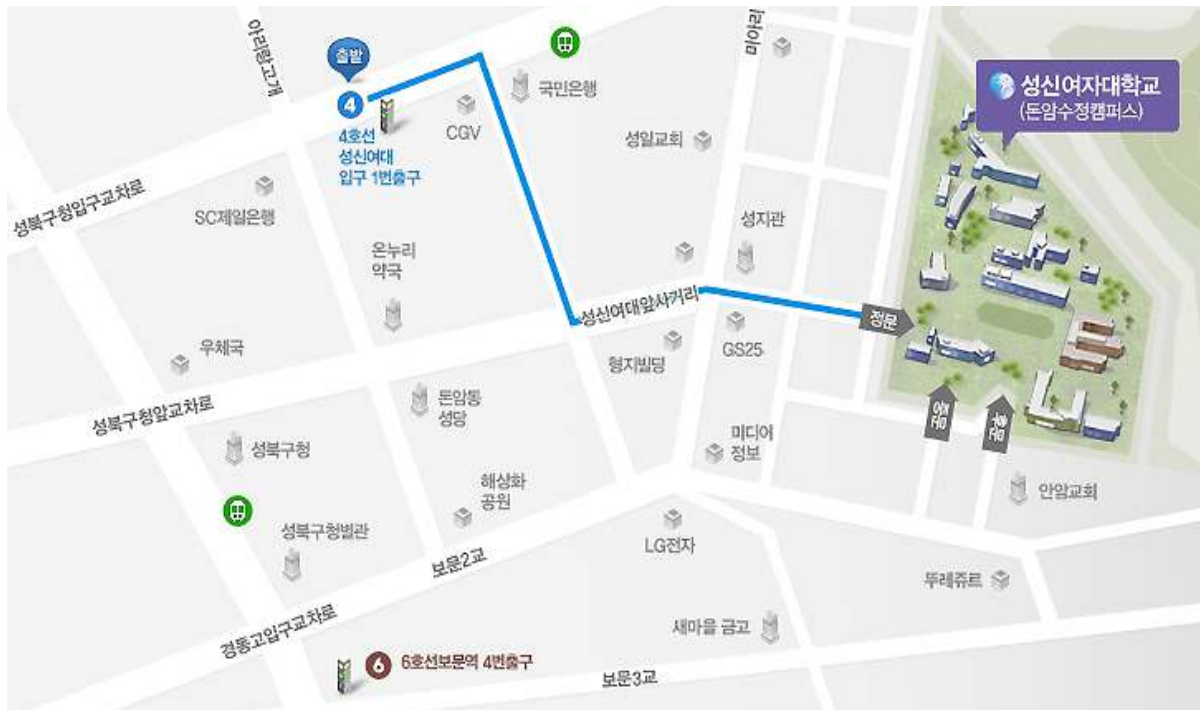 아리랑고개
출발
4
4호선
성신여대
입구 1번출구
CGV
국민은행
미아리
성신여자대학교
(돈암수정캠퍼스)
성일교회
성북구청입구교차로
SC제일은행
온누리
약국
성지관
성신여대앞사거리
정문
우체국
형지빌딩
GS25
성북구청앞교차로
돈암동
성당
동문
후문
성북구청
미디어
정보
해상화
공원
안암교회
성북구청별관
보문2교
LG전자
뚜레쥬르
경동고입구교차로
새마을 금고
6
6호선보문역 4번출구
보문3교